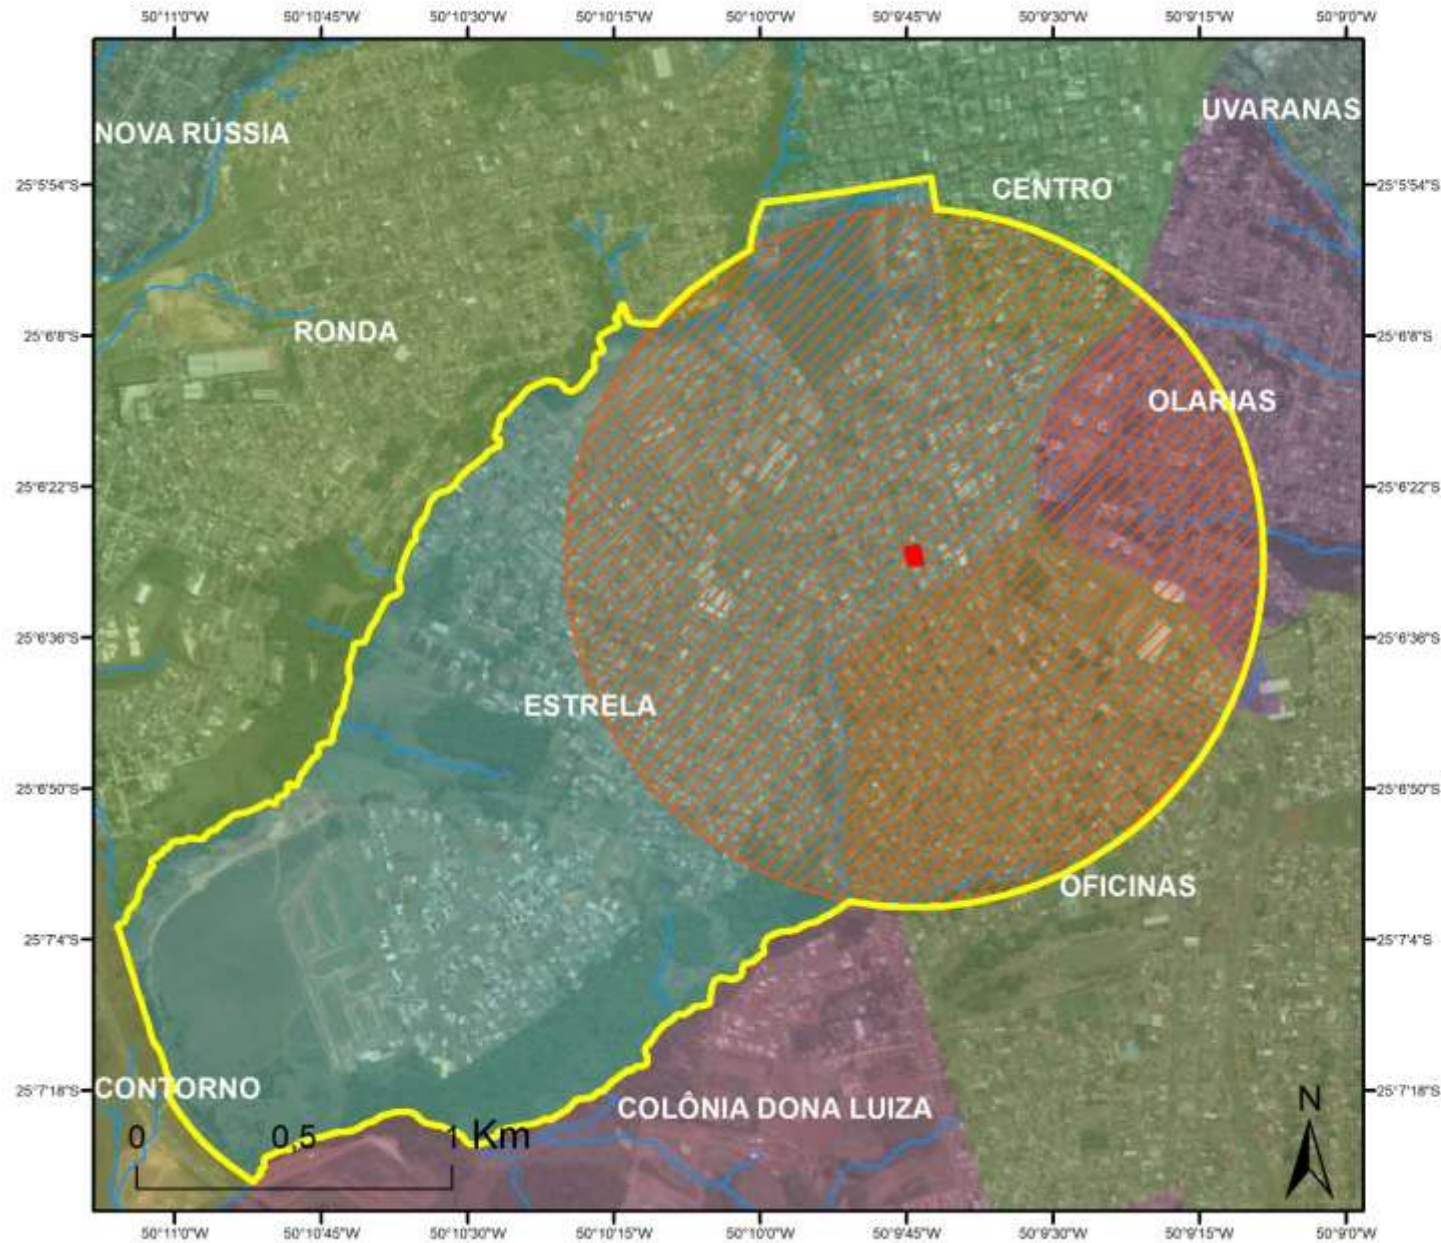 50°11'0"W 50°10'45"W 50°10'30"W 50°10'15"W 50°10'0"W 50°9'45"W 50°9'30"W 50°9'15"W 50°9'0"W
UVARANAS
NOVA RÚSSIA
25°5'54"S CENTRO 25°5'54"S
RONDA
25°6'8"S 25°6'8"S
OLARIAS
25°6'22"S 25°6'22"S
25°6'36"S 25°6'36"S
ESTRELA
25°6'50"S 25°6'50"S
OFICINAS
25°7'4"S 25°7'4"S
CONTORNO
25°7'18"S 25°7'18"S
COLÔNIA DONA LUIZA
N
0 0,5 1 Km
50°11'0"W 50°10'45"W 50°10'30"W 50°10'15"W 50°10'0"W 50°9'45"W 50°9'30"W 50°9'15"W 50°9'0"W